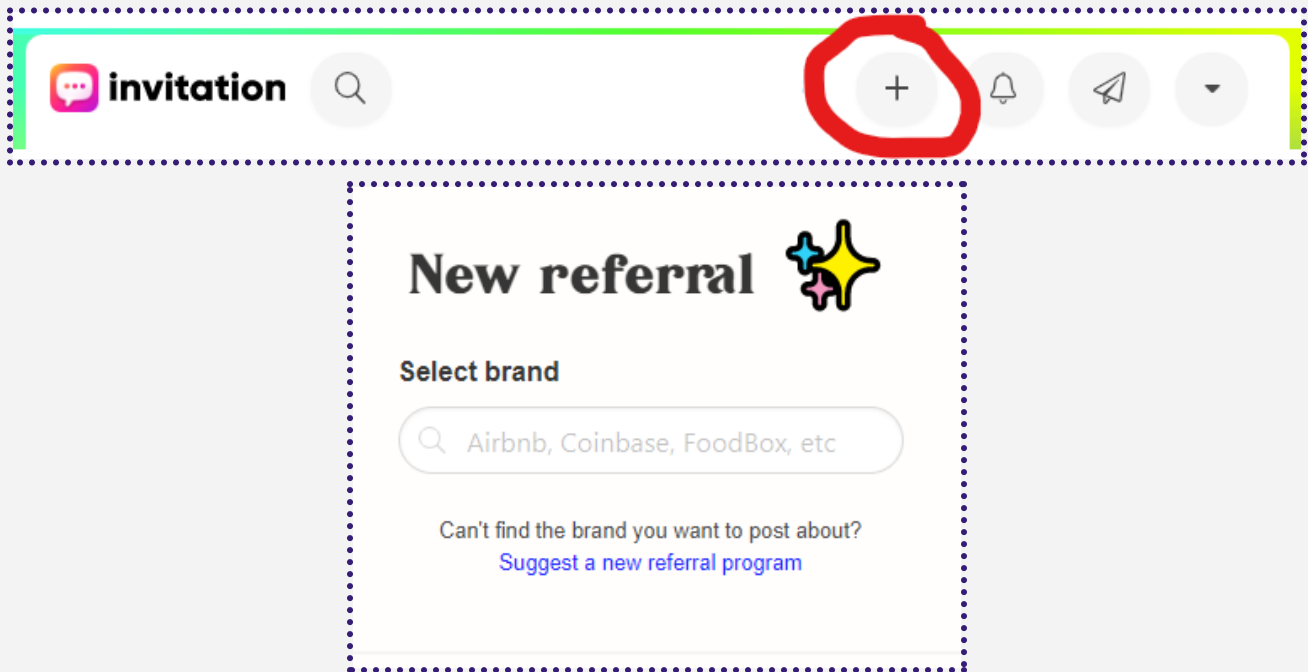 invitation
New referral
Select brand
Airbnb, Coinbase, FoodBox, etc
Can't find the brand you want to post about?
Suggest a new referral program